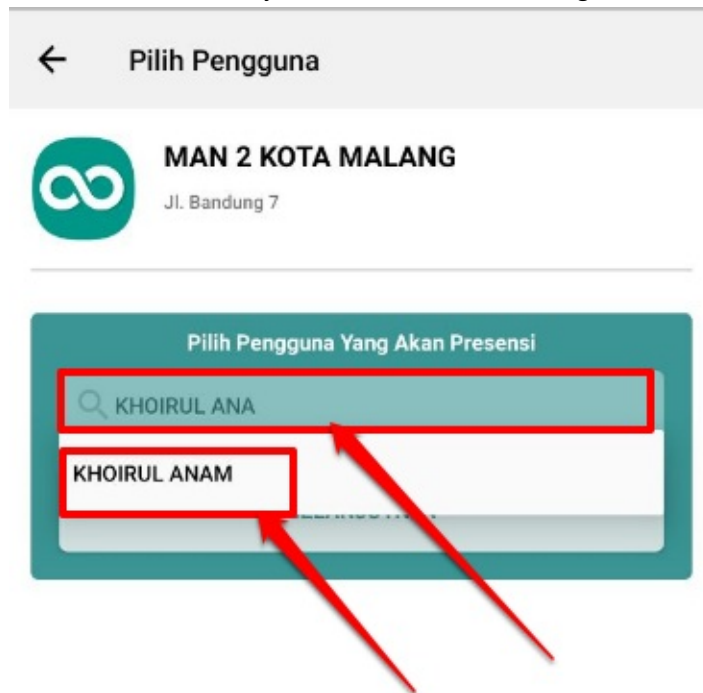 Pilih Pengguna
MAN 2 KOTA MALANG
Jl. Bandung 7
Pilih Pengguna Yang Akan Presensi
KHOIRUL ANA
KHOIRUL ANAM